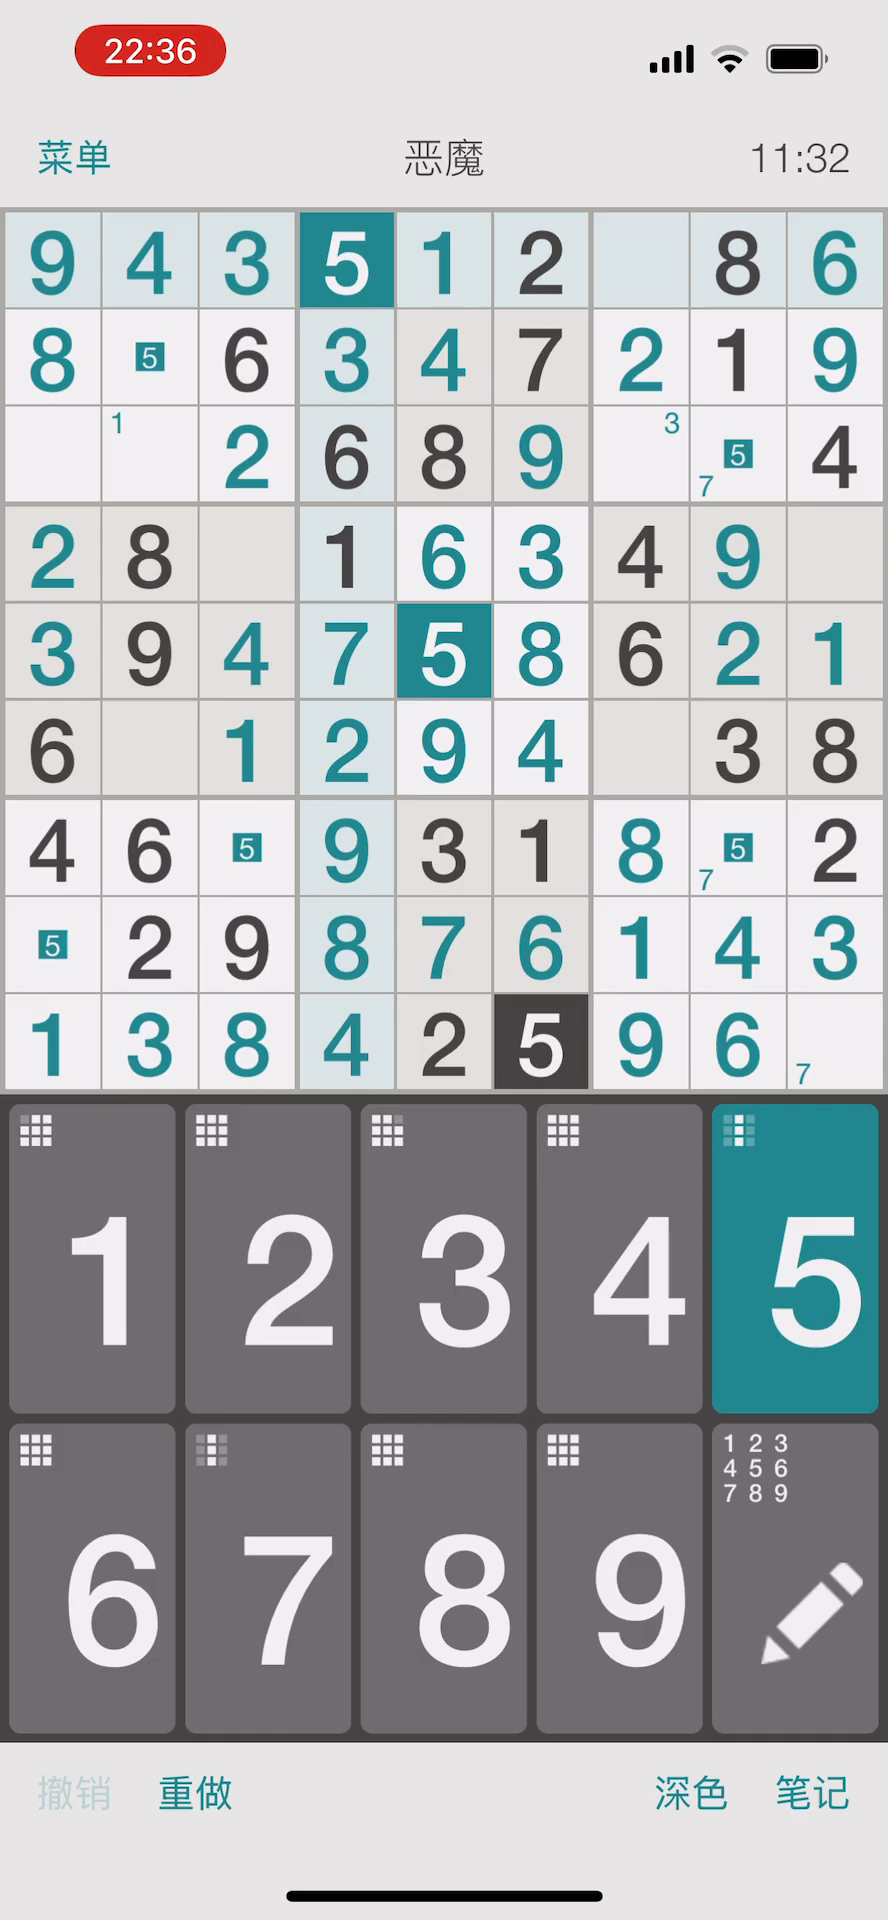 22:36
菜单 恶魔 11:32
9 4 3 5 1 2 8 6
8 5 6 3 4 7 2 1 9
1 2 6 8 9 3 5 7 4
2 8 1 6 3 4 9
3 9 4 7 5 8 6 2 1
6 1 2 9 4 3 8
4 6 5 9 3 1 8 5 7 2
5 2 9 8 7 6 1 4 3
1 3 8 4 2 5 9 6 7
1 2 3 4 5
6 7 8 9
1 2 3
4 5 6
7 8 9
撤销 重做 深色 笔记